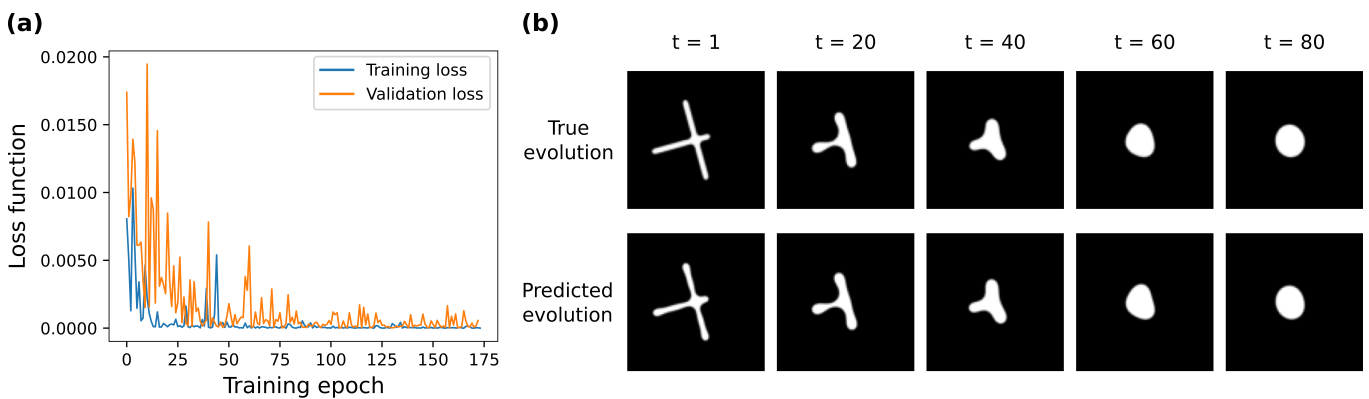 (a)
0.0200
0.0150
0.0100
0.0050
0.0000
Loss function
0 25 50 75 100 125 150 175
Training epoch
Training loss
Validation loss
(b)
t = 1 t = 20 t = 40 t = 60 t = 80
True
evolution
Predicted
evolution